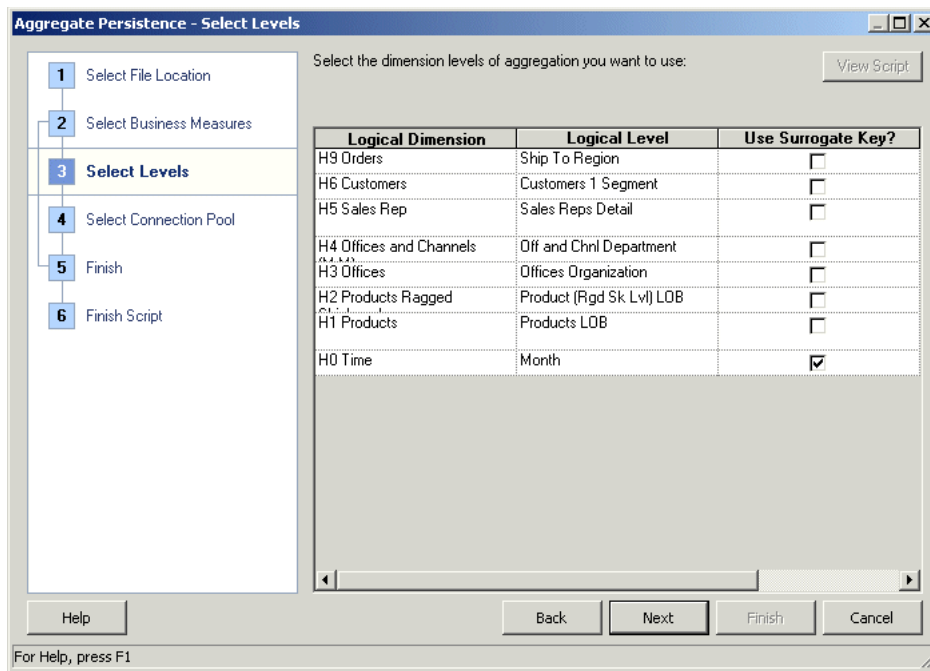 Aggregate Persistence - Select Levels
1 Select File Location
2 Select Business Measures
3 Select Levels
4 Select Connection Pool
5 Finish
6 Finish Script
Select the dimension levels of aggregation you want to use:
View Script
Logical Dimension Logical Level Use Surrogate Key?
H9 Orders Ship To Region
H6 Customers Customers 1 Segment
H5 Sales Rep Sales Reps Detail
H4 Offices and Channels Off and Chnl Department
H3 Offices Offices Organization
H2 Products Ragged Product (Rgd Sk Lvl) LOB
H1 Products Products LOB
H0 Time Month
Help Back Next Finish Cancel
For Help, press F1